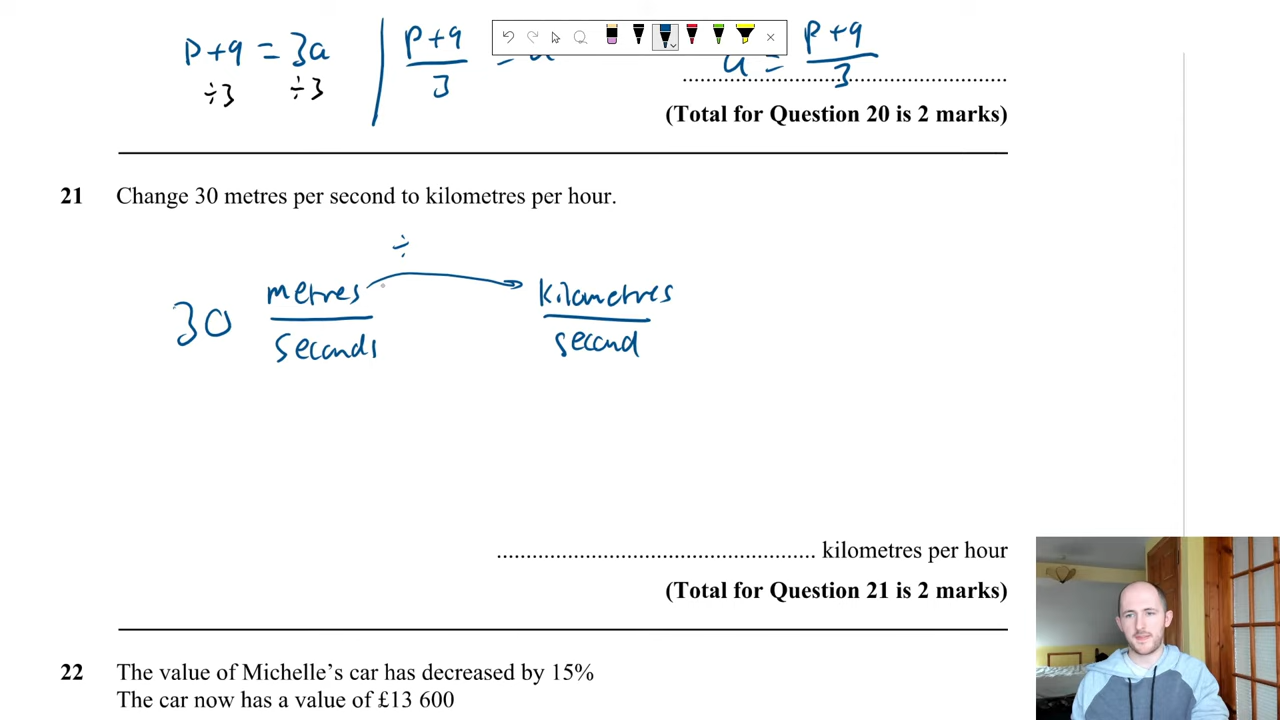 p+9 = 3a | p+9/3 = a a = p+9/3
÷3 ÷3
(Total for Question 20 is 2 marks)
21 Change 30 metres per second to kilometres per hour.
÷
30 metres/seconds kilometres/second
kilometres per hour
(Total for Question 21 is 2 marks)
22 The value of Michelle’s car has decreased by 15%
The car now has a value of £13 600